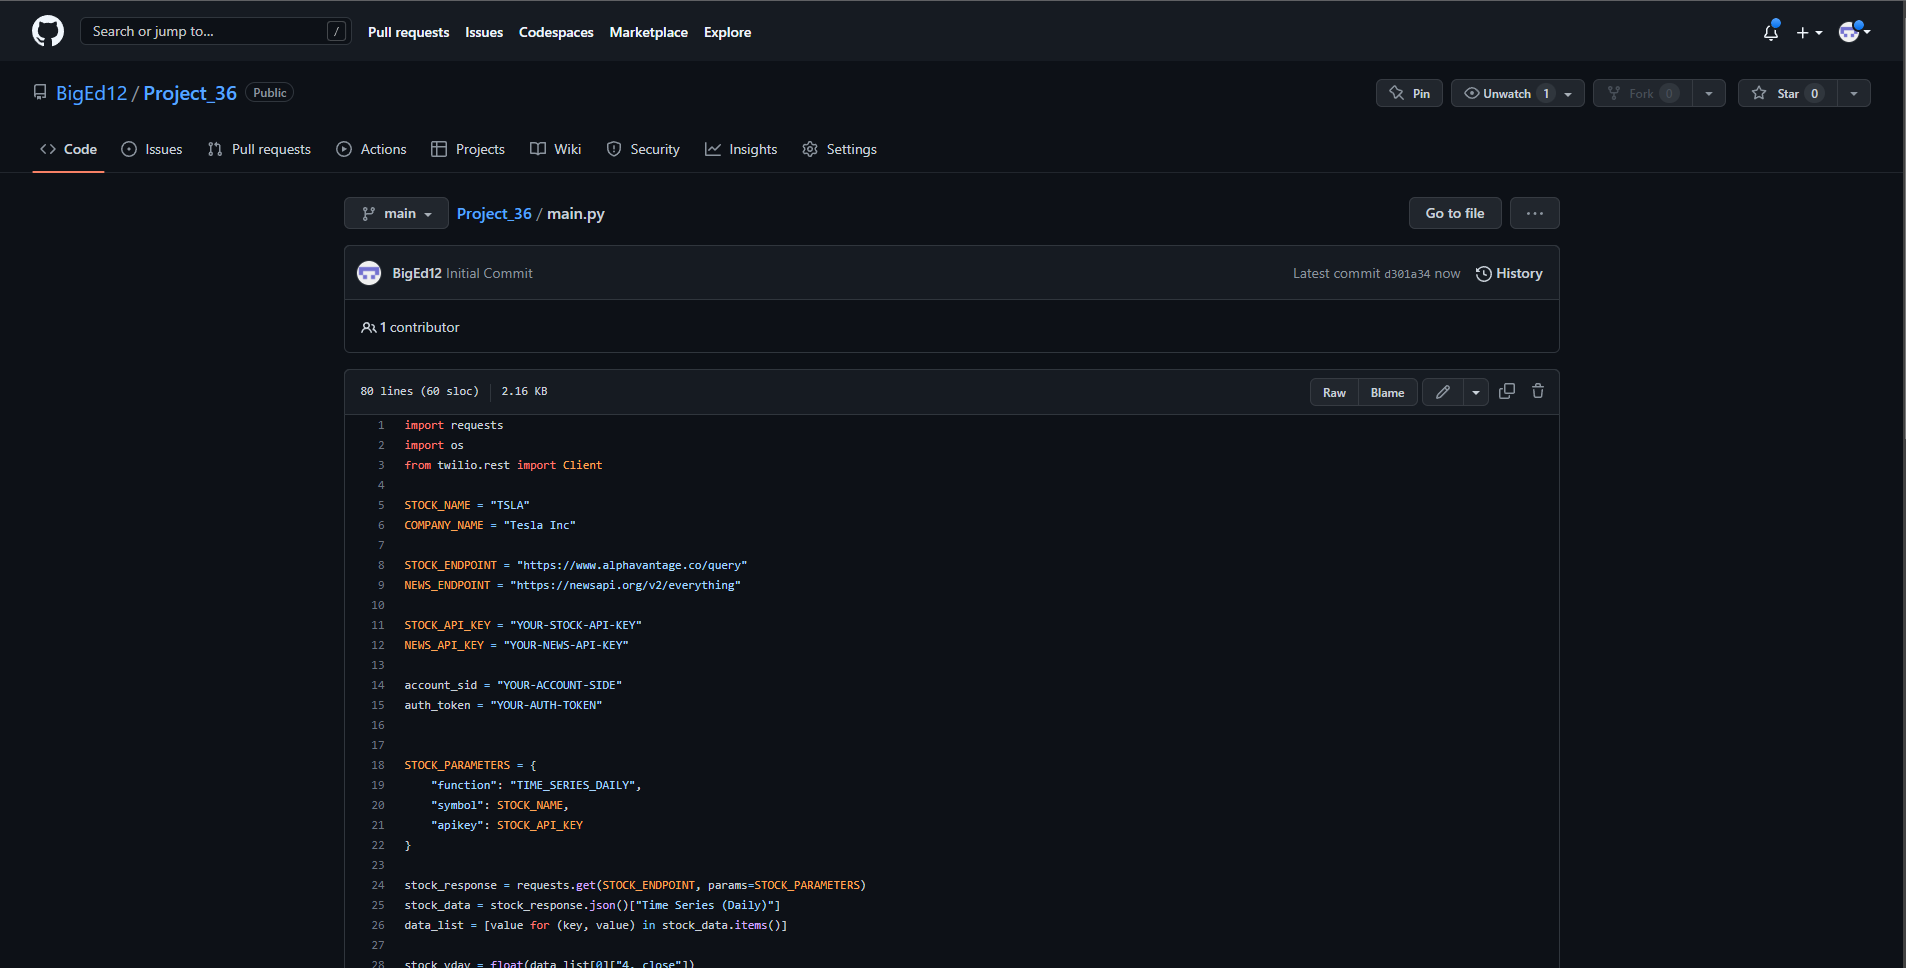 Search or jump to... /
Pull requests Issues Codespaces Marketplace Explore
BigEd12 / Project_36 Public
Pin Unwatch 1 Fork 0 Star 0
Code Issues Pull requests Actions Projects Wiki Security Insights Settings
main Project_36 / main.py Go to file ...
BigEd12 Initial Commit Latest commit d301a34 now History
1 contributor
80 lines (60 sloc) 2.16 KB Raw Blame
1 import requests
2 import os
3 from twilio.rest import Client
4
5 STOCK_NAME = "TSLA"
6 COMPANY_NAME = "Tesla Inc"
7
8 STOCK_ENDPOINT = "https://www.alphavantage.co/query"
9 NEWS_ENDPOINT = "https://newsapi.org/v2/everything"
10
11 STOCK_API_KEY = "YOUR-STOCK-API-KEY"
12 NEWS_API_KEY = "YOUR-NEWS-API-KEY"
13
14 account_sid = "YOUR-ACCOUNT-SIDE"
15 auth_token = "YOUR-AUTH-TOKEN"
16
17
18 STOCK_PARAMETERS = {
19 "function": "TIME_SERIES_DAILY",
20 "symbol": STOCK_NAME,
21 "apikey": STOCK_API_KEY
22 }
23
24 stock_response = requests.get(STOCK_ENDPOINT, params=STOCK_PARAMETERS)
25 stock_data = stock_response.json()["Time Series (Daily)"]
26 data_list = [value for (key, value) in stock_data.items()]
27
28 stock_yday = float(data_list[0]["4. close"])